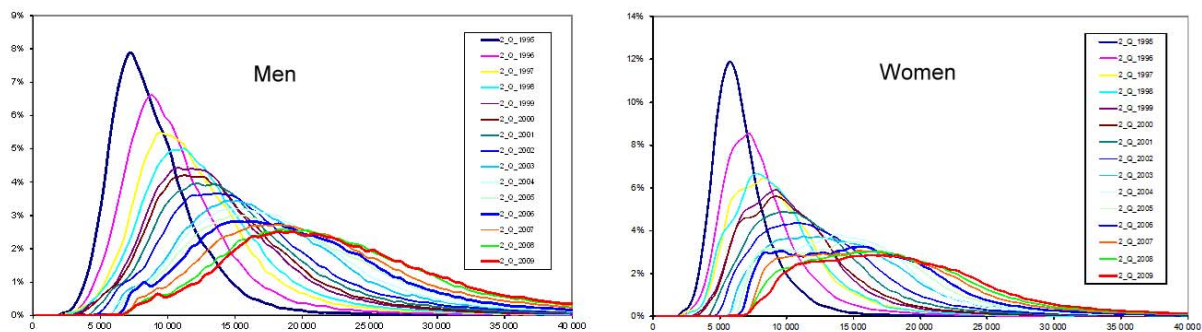 9%
8%
7%
6%
5%
4%
3%
2%
1%
0%
0
5 000
10 000
15 000
20 000
25 000
30 000
35 000
40 000
Men
2_Q_1995
2_Q_1996
2_Q_1997
2_Q_1998
2_Q_1999
2_Q_2000
2_Q_2001
2_Q_2002
2_Q_2003
2_Q_2004
2_Q_2005
2_Q_2006
2_Q_2007
2_Q_2008
2_Q_2009
14%
12%
10%
8%
6%
4%
2%
0%
0
5 000
10 000
15 000
20 000
25 000
30 000
35 000
Women
2_Q_1995
2_Q_1996
2_Q_1997
2_Q_1998
2_Q_1999
2_Q_2000
2_Q_2001
2_Q_2002
2_Q_2003
2_Q_2004
2_Q_2005
2_Q_2006
2_Q_2007
2_Q_2008
2_Q_2009